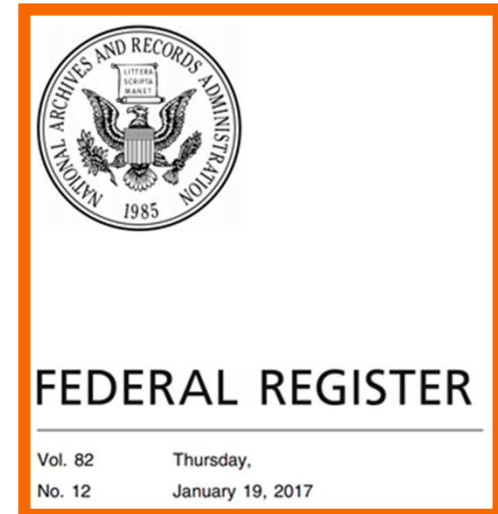 NATIONAL ARCHIVES AND RECORDS ADMINISTRATION
LITTERA
SCRIPTA
MANET
1985
FEDERAL REGISTER
Vol. 82 Thursday,
No. 12 January 19, 2017